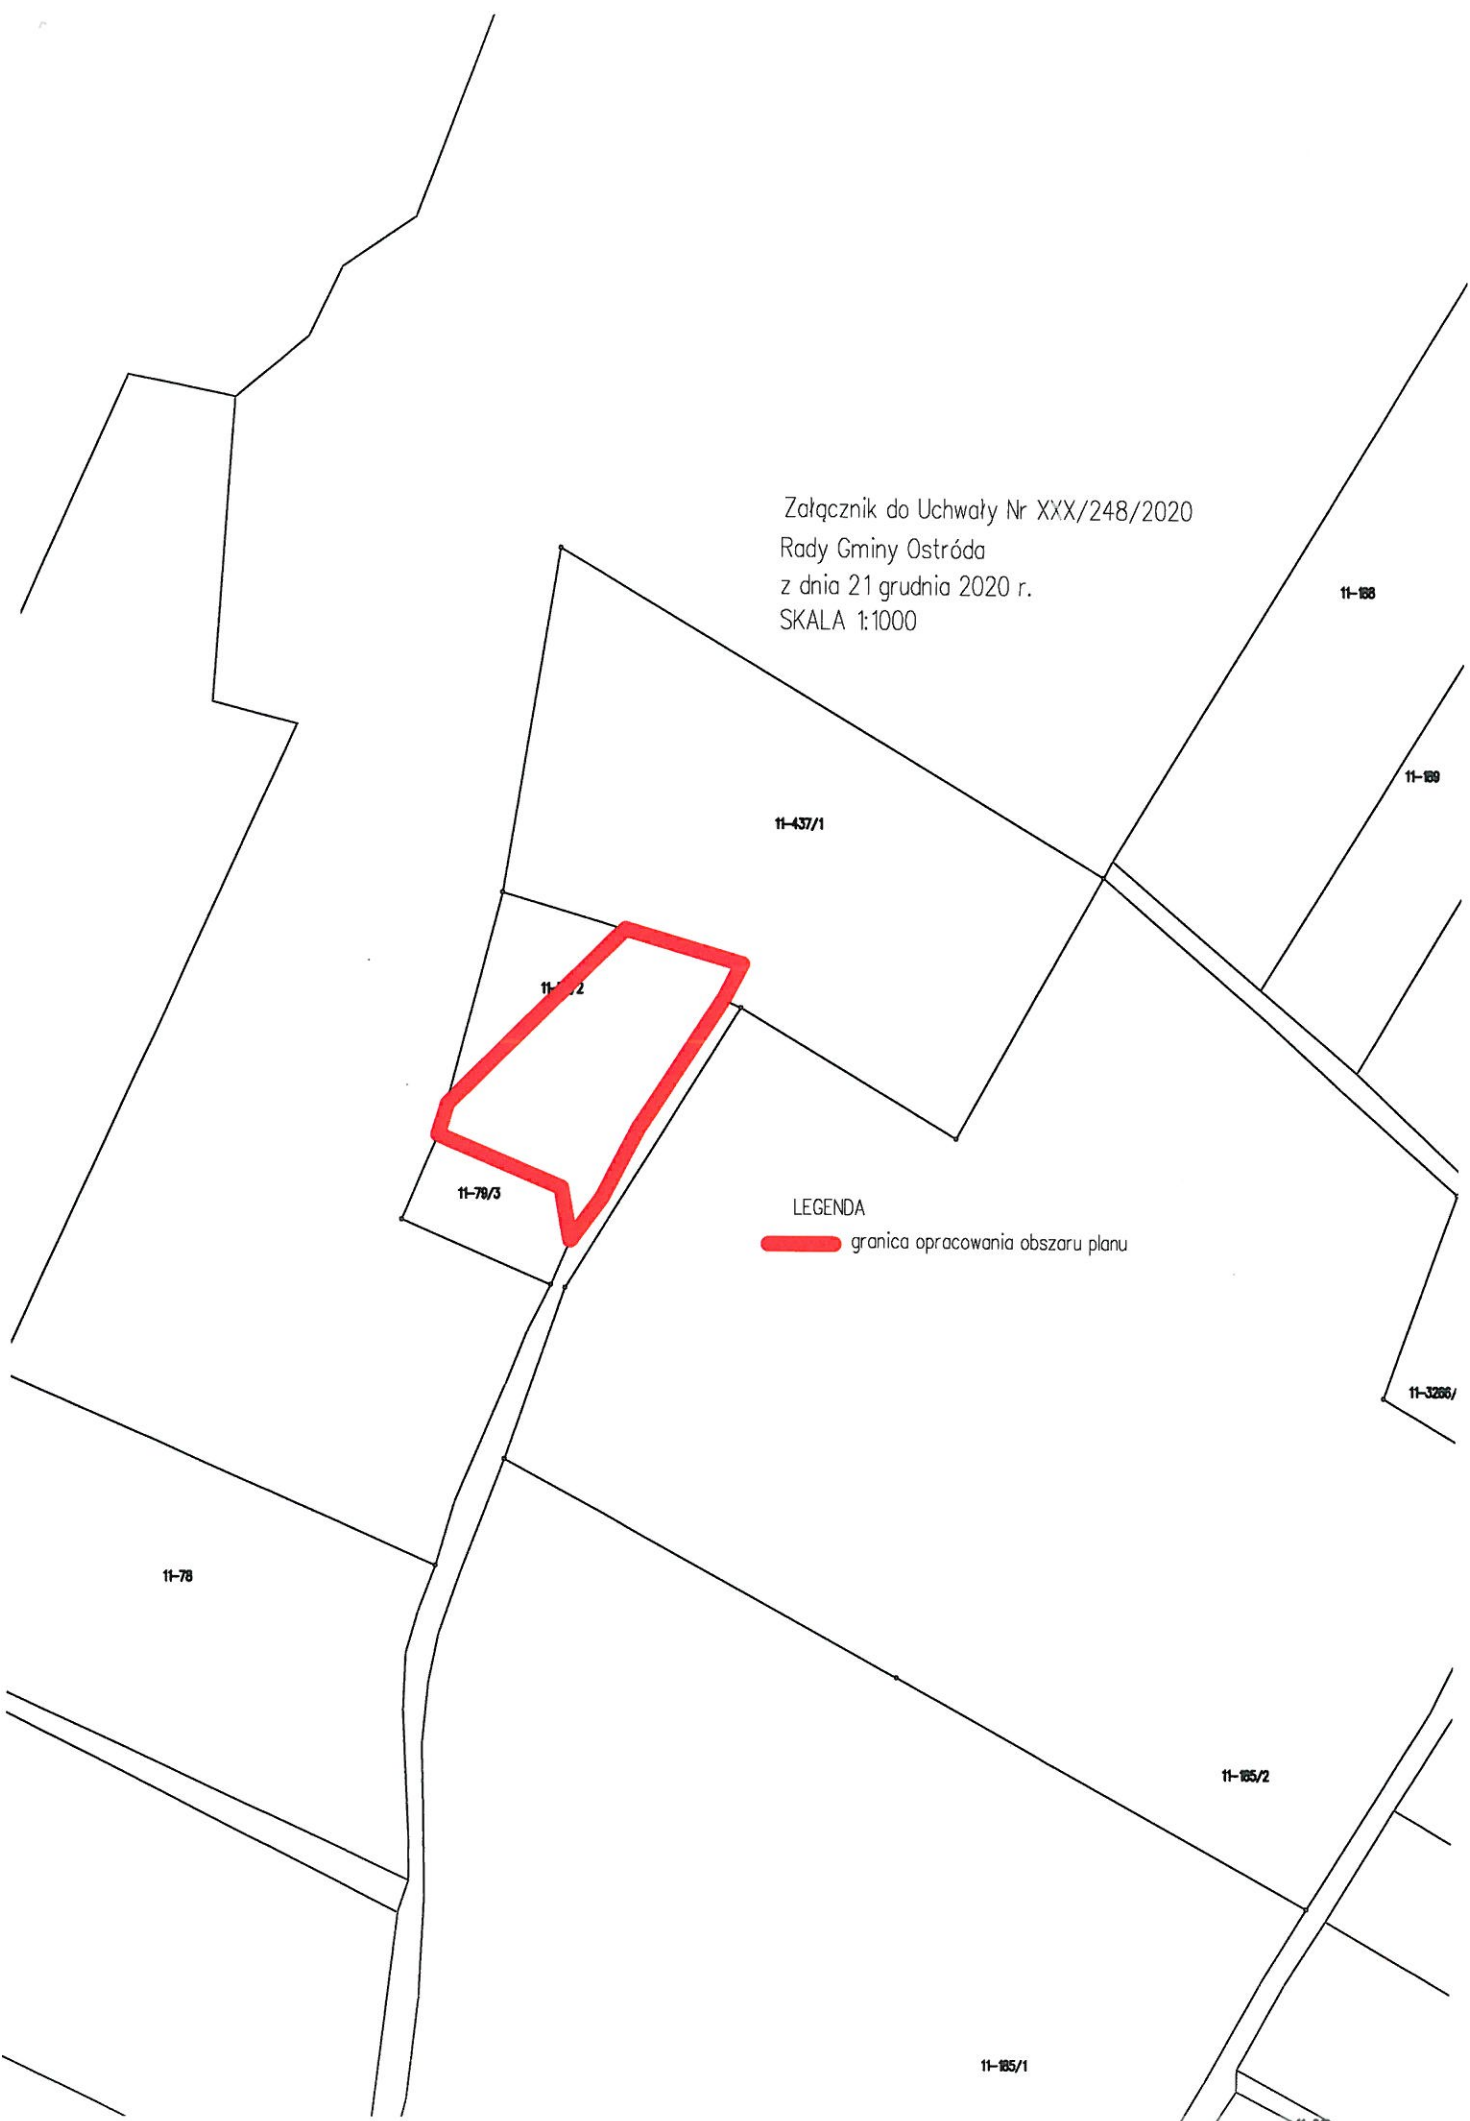 Załącznik do Uchwały Nr XXX/248/2020
Rady Gminy Ostróda
z dnia 21 grudnia 2020 r.
SKALA 1:1000
11-188
11-189
11-437/1
11-79/3
LEGENDA
granica opracowania obszaru planu
11-3266/
11-78
11-185/2
11-185/1